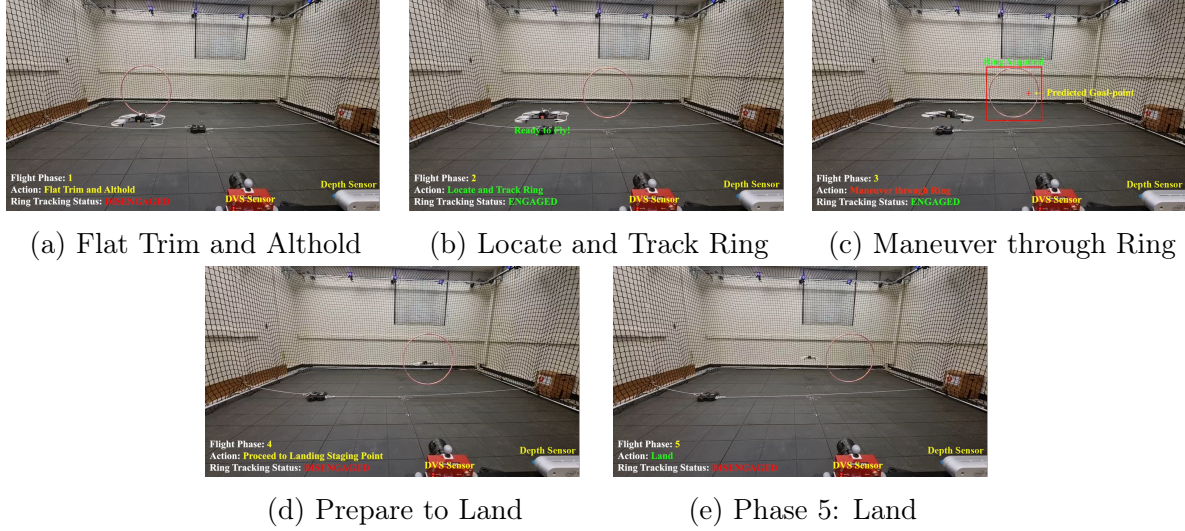 Flight Phase: 1
Action: Flat Trim and Althold
Ring Tracking Status: DISENGAGED
DVS Sensor
Depth Sensor
(a) Flat Trim and Althold
Ready to Fly!
Flight Phase: 2
Action: Locate and Track Ring
Ring Tracking Status: ENGAGED
DVS Sensor
Depth Sensor
(b) Locate and Track Ring
Predicted Goal-point
Flight Phase: 3
Action: Maneuver through Ring
Ring Tracking Status: ENGAGED
DVS Sensor
Depth Sensor
(c) Maneuver through Ring
Flight Phase: 4
Action: Proceed to Landing Staging Point
Ring Tracking Status: DISENGAGED
DVS Sensor
Depth Sensor
(d) Prepare to Land
Flight Phase: 5
Action: Land
Ring Tracking Status: DISENGAGED
DVS Sensor
Depth Sensor
(e) Phase 5: Land